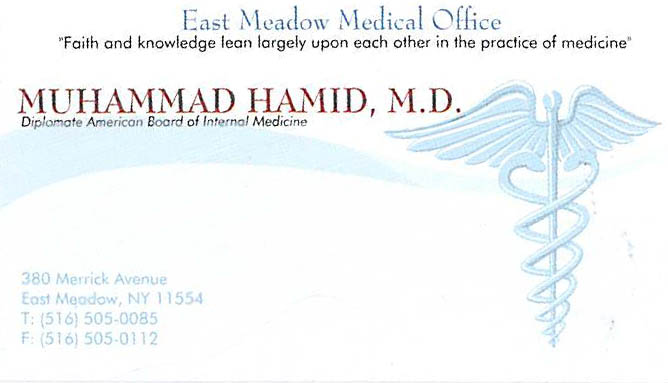 East Meadow Medical Office
"Faith and knowledge lean largely upon each other in the practice of medicine"
MUHAMMAD HAMID, M.D.
Diplomate American Board of Internal Medicine
380 Merrick Avenue
East Meadow, NY 11554
T: (516) 505-0085
F: (516) 505-0112